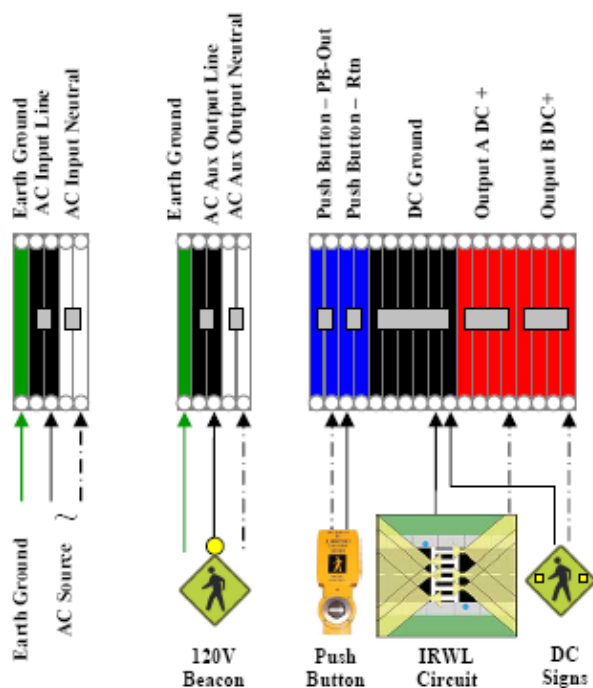 Earth Ground
AC Input Line
AC Input Neutral
Earth Ground
AC Aux Output Line
AC Aux Output Neutral
Push Button – PB-Out
Push Button – Rtn
DC Ground
Output A DC +
Output B DC+
Earth Ground
AC Source ~
120V
Beacon
Push
Button
IRWL
Circuit
DC
Signs